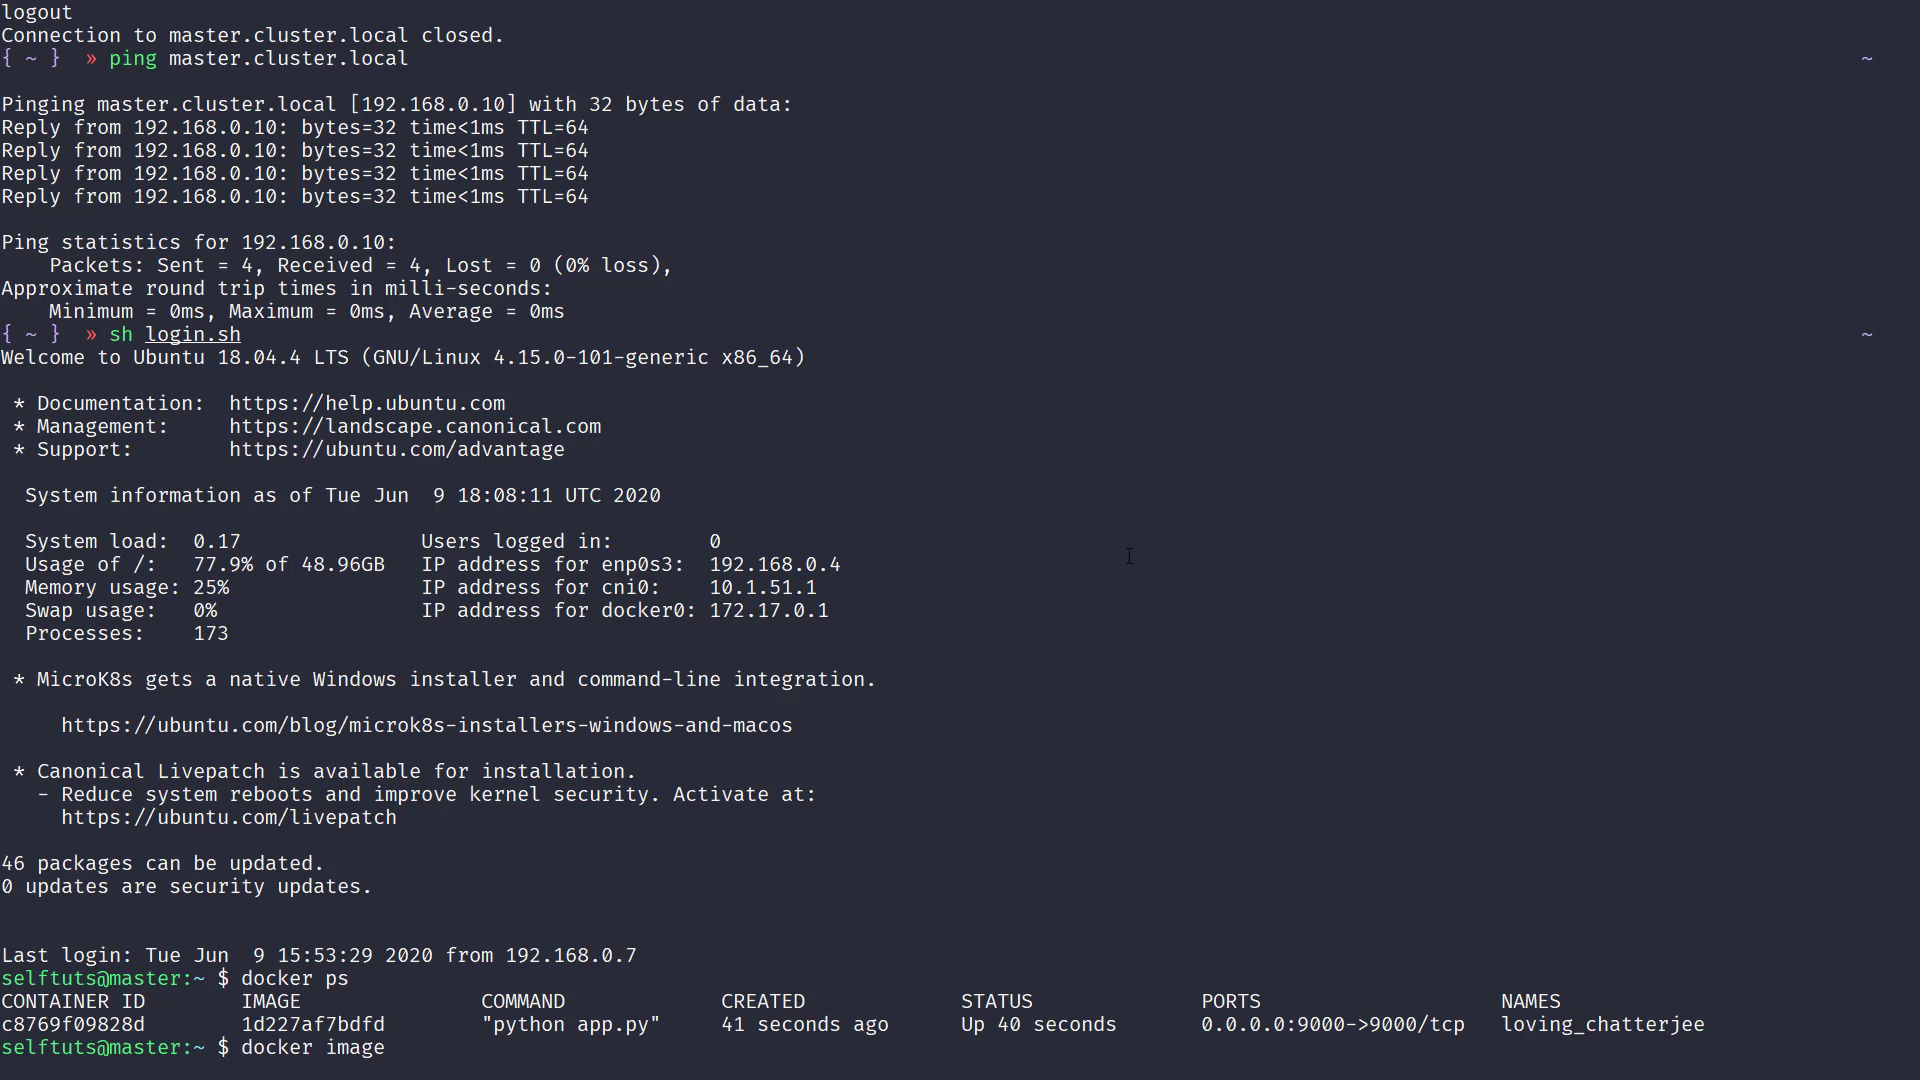 logout
Connection to master.cluster.local closed.
{ ~ }  » ping master.cluster.local ~
Pinging master.cluster.local [192.168.0.10] with 32 bytes of data:
Reply from 192.168.0.10: bytes=32 time<1ms TTL=64
Reply from 192.168.0.10: bytes=32 time<1ms TTL=64
Reply from 192.168.0.10: bytes=32 time<1ms TTL=64
Reply from 192.168.0.10: bytes=32 time<1ms TTL=64
Ping statistics for 192.168.0.10:
    Packets: Sent = 4, Received = 4, Lost = 0 (0% loss),
Approximate round trip times in milli-seconds:
    Minimum = 0ms, Maximum = 0ms, Average = 0ms
{ ~ }  » sh login.sh ~
Welcome to Ubuntu 18.04.4 LTS (GNU/Linux 4.15.0-101-generic x86_64)
 * Documentation:  https://help.ubuntu.com
 * Management:     https://landscape.canonical.com
 * Support:        https://ubuntu.com/advantage
  System information as of Tue Jun  9 18:08:11 UTC 2020
  System load:  0.17               Users logged in:        0
  Usage of /:   77.9% of 48.96GB   IP address for enp0s3:  192.168.0.4
  Memory usage: 25%                IP address for cni0:    10.1.51.1
  Swap usage:   0%                 IP address for docker0: 172.17.0.1
  Processes:    173
 * MicroK8s gets a native Windows installer and command-line integration.
     https://ubuntu.com/blog/microk8s-installers-windows-and-macos
 * Canonical Livepatch is available for installation.
   - Reduce system reboots and improve kernel security. Activate at:
     https://ubuntu.com/livepatch
46 packages can be updated.
0 updates are security updates.
Last login: Tue Jun  9 15:53:29 2020 from 192.168.0.7
selftuts@master:~ $ docker ps
CONTAINER ID        IMAGE               COMMAND             CREATED             STATUS              PORTS                    NAMES
c8769f09828d        1d227af7bdfd        "python app.py"     41 seconds ago      Up 40 seconds       0.0.0.0:9000->9000/tcp   loving_chatterjee
selftuts@master:~ $ docker image